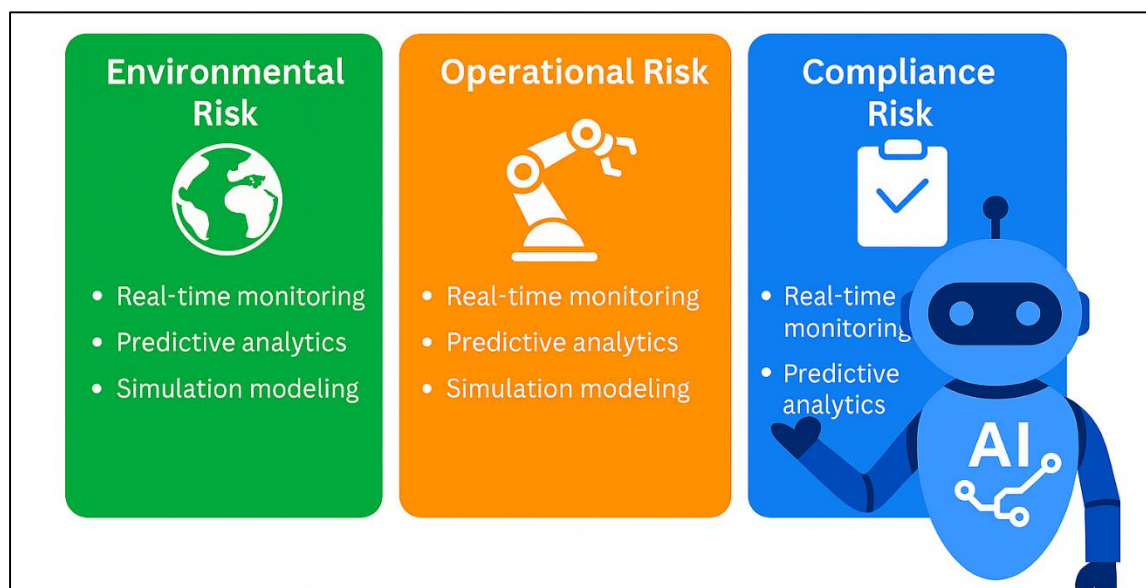 Environmental
Risk
• Real-time monitoring
• Predictive analytics
• Simulation modeling
Operational Risk
• Real-time monitoring
• Predictive analytics
• Simulation modeling
Compliance
Risk
• Real-time
monitoring
• Predictive
analytics
AI